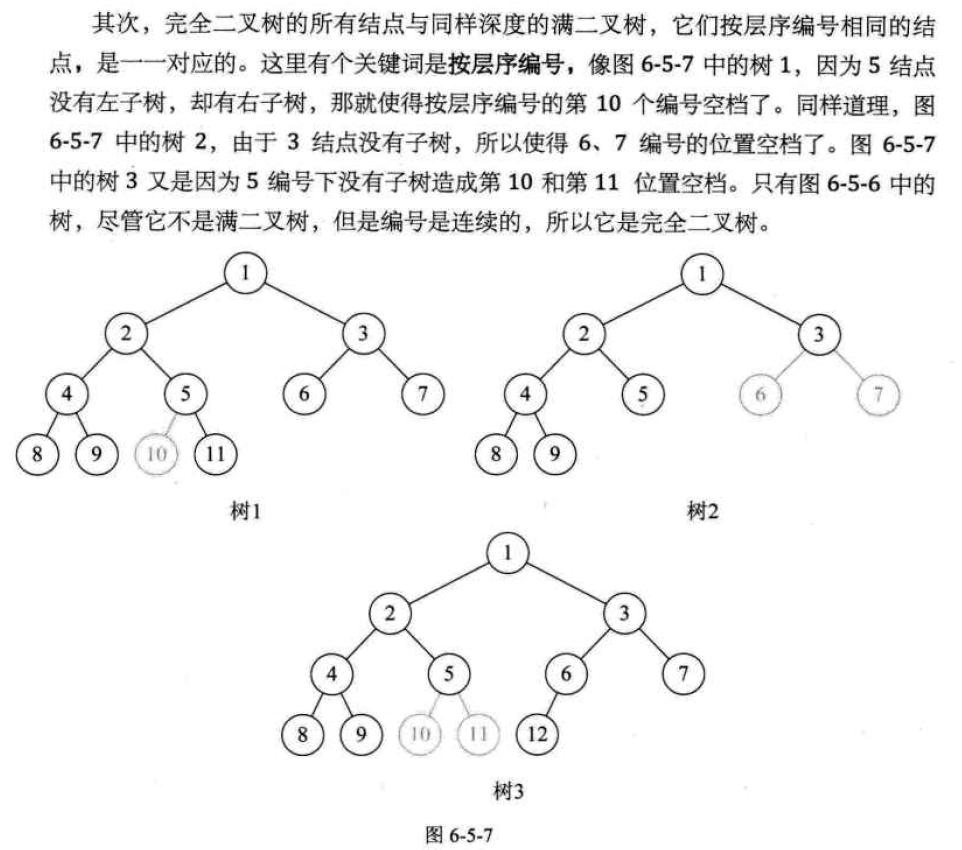 其次，完全二叉树的所有结点与同样深度的满二叉树，它们按层序编号相同的结
点，是一一对应的。这里有个关键词是按层序编号，像图 6-5-7 中的树 1，因为 5 结点
没有左子树，却有右子树，那就使得按层序编号的第 10 个编号空档了。同样道理，图
6-5-7 中的树 2，由于 3 结点没有子树，所以使得 6、7 编号的位置空档了。图 6-5-7
中的树 3 又是因为 5 编号下没有子树造成第 10 和第 11 位置空档。只有图 6-5-6 中的
树，尽管它不是满二叉树，但是编号是连续的，所以它是完全二叉树。
1
2 3
4 5 6 7
8 9 10 11
树1
1
2 3
4 5 6 7
8 9
树2
1
2 3
4 5 6 7
8 9 10 11 12
树3
图 6-5-7